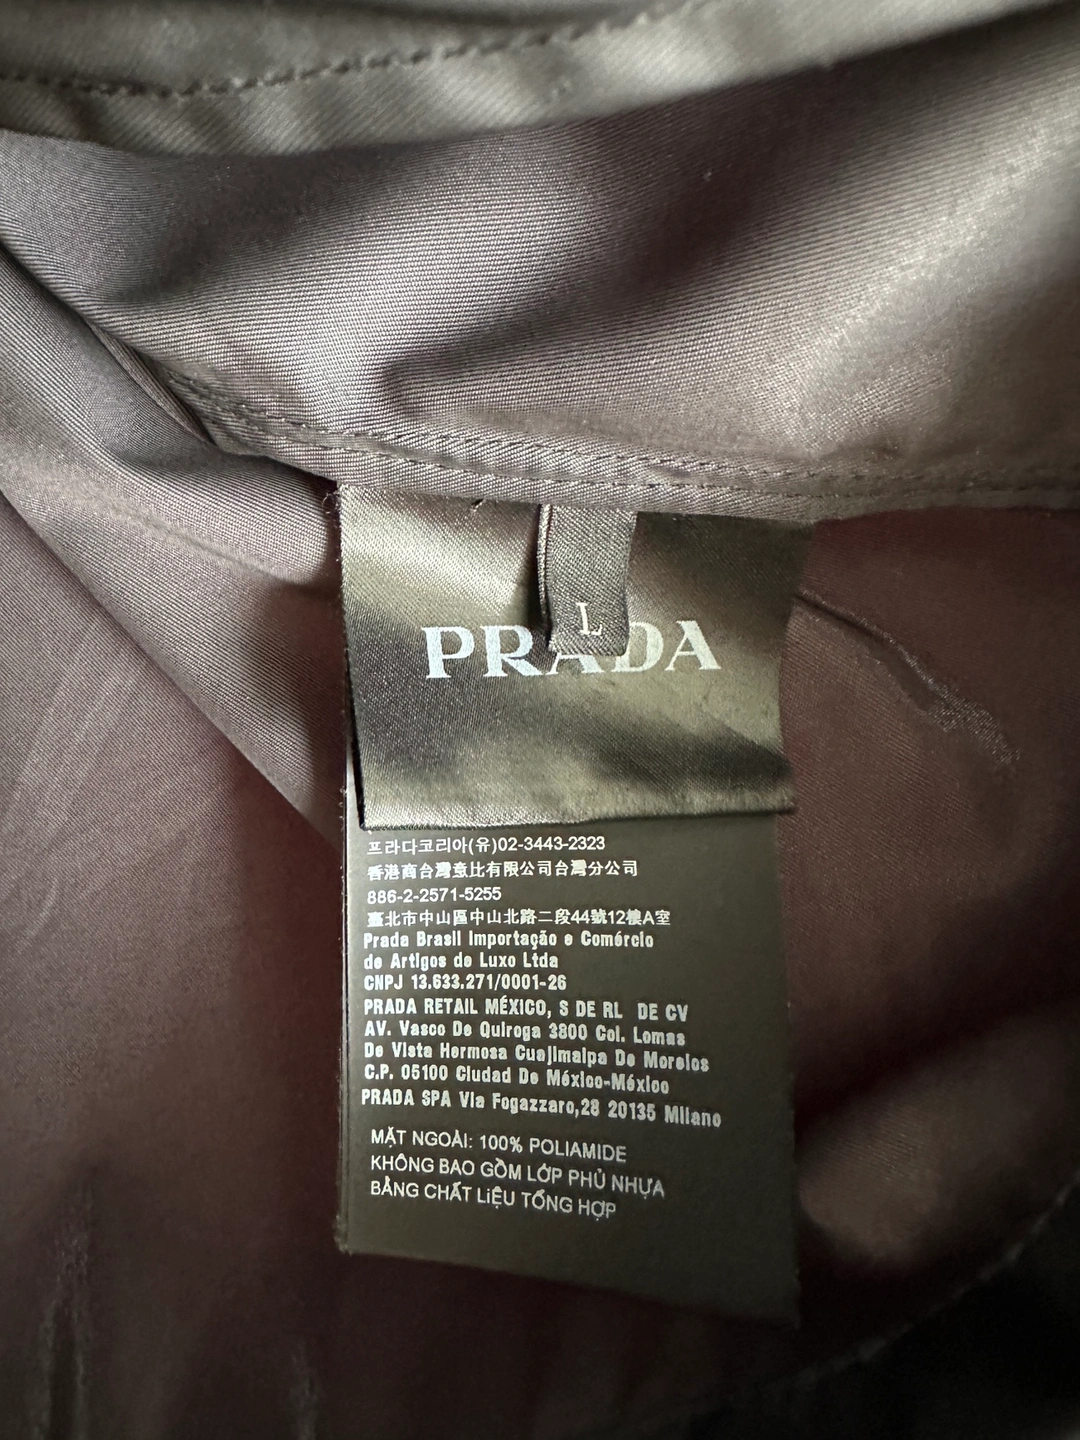 L
PRADA
프라다코리아(유)02-3443-2323
香港商台灣意比有限公司台灣分公司
886-2-2571-5255
臺北市中山區中山北路二段44號12樓A室
Prada Brasil Importação e Comércio
de Artigos de Luxo Ltda
CNPJ 13.633.271/0001-26
PRADA RETAIL MÉXICO, S DE RL DE CV
AV. Vasco De Quiroga 3800 Col. Lomas
De Vista Hermosa Cuajimalpa De Morelos
C.P. 05100 Ciudad De México-México
PRADA SPA Via Fogazzaro,28 20135 Milano
MẶT NGOÀI: 100% POLIAMIDE
KHÔNG BAO GỒM LỚP PHỦ NHỰA
BẰNG CHẤT LIỆU TỔNG HỢP